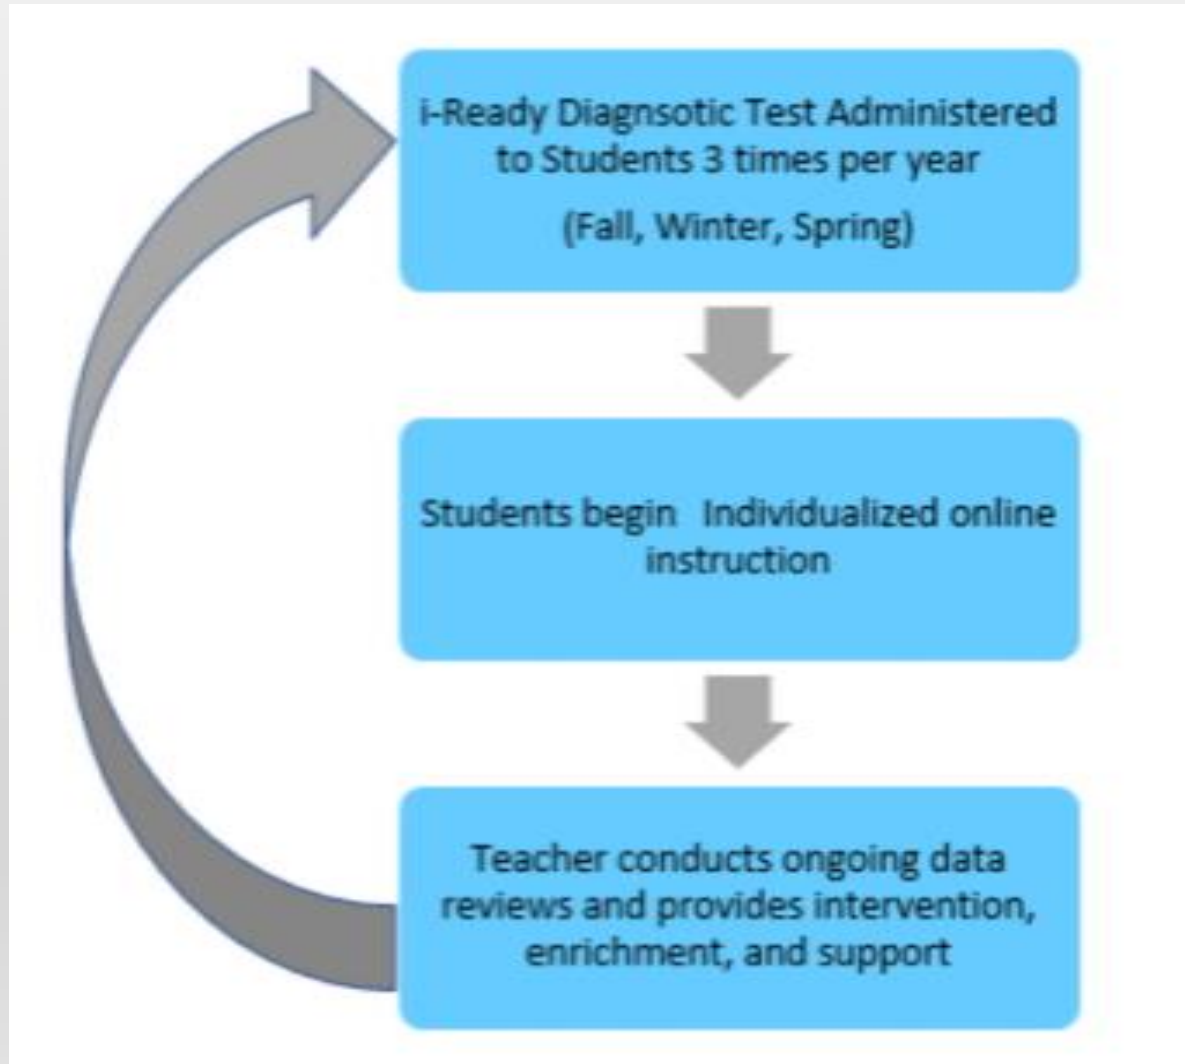 i-Ready Diagnsotic Test Administered
to Students 3 times per year
(Fall, Winter, Spring)
Students begin Individualized online
instruction
Teacher conducts ongoing data
reviews and provides intervention,
enrichment, and support